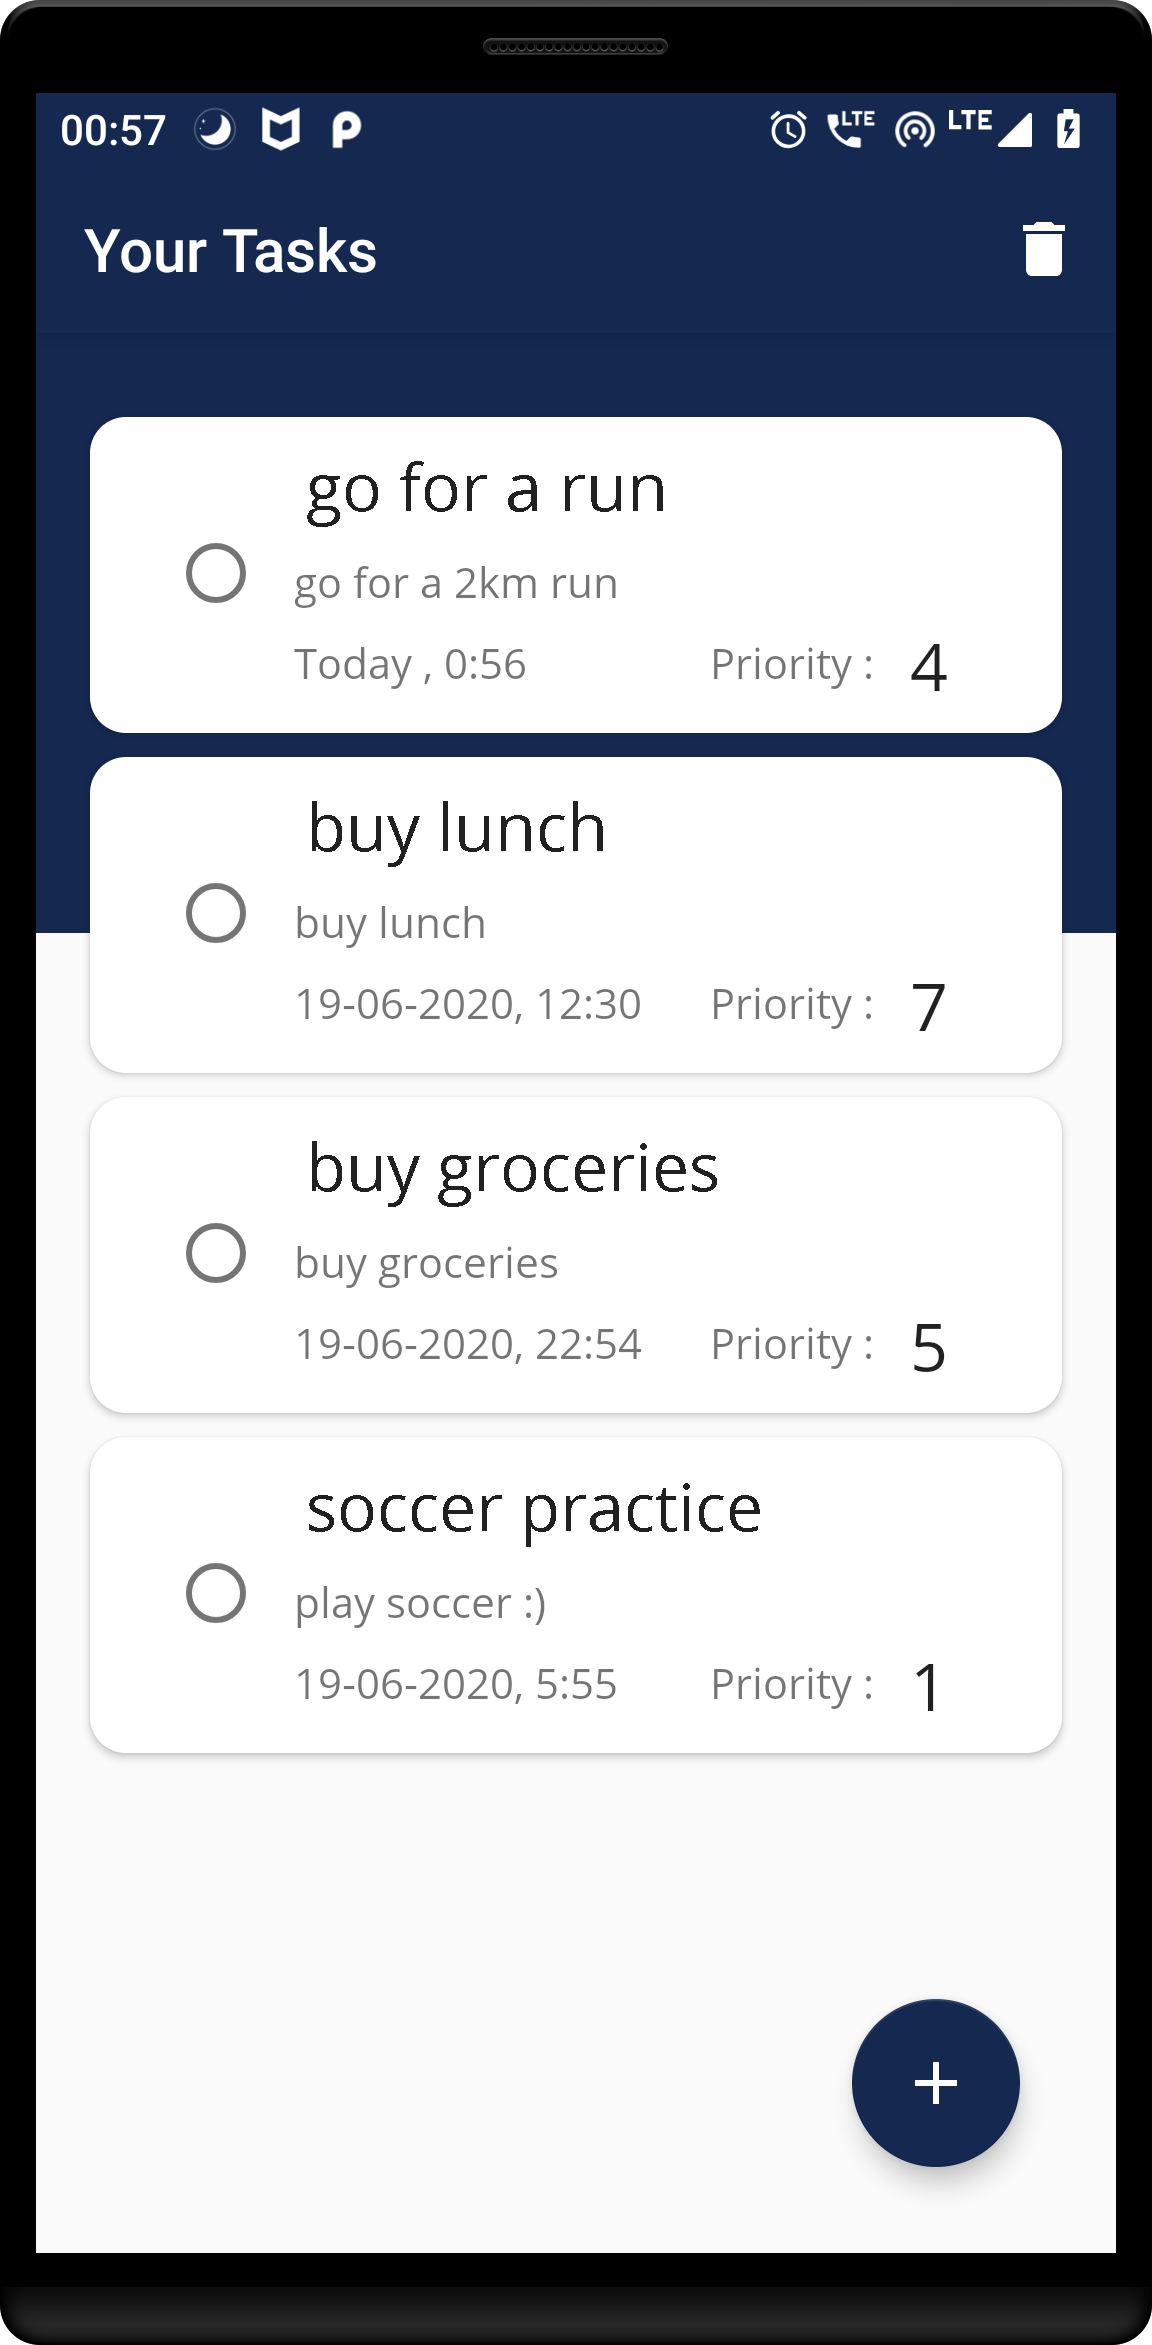 00:57 LTE LTE
Your Tasks
go for a run
go for a 2km run
Today , 0:56 Priority : 4
buy lunch
buy lunch
19-06-2020, 12:30 Priority : 7
buy groceries
buy groceries
19-06-2020, 22:54 Priority : 5
soccer practice
play soccer :)
19-06-2020, 5:55 Priority : 1